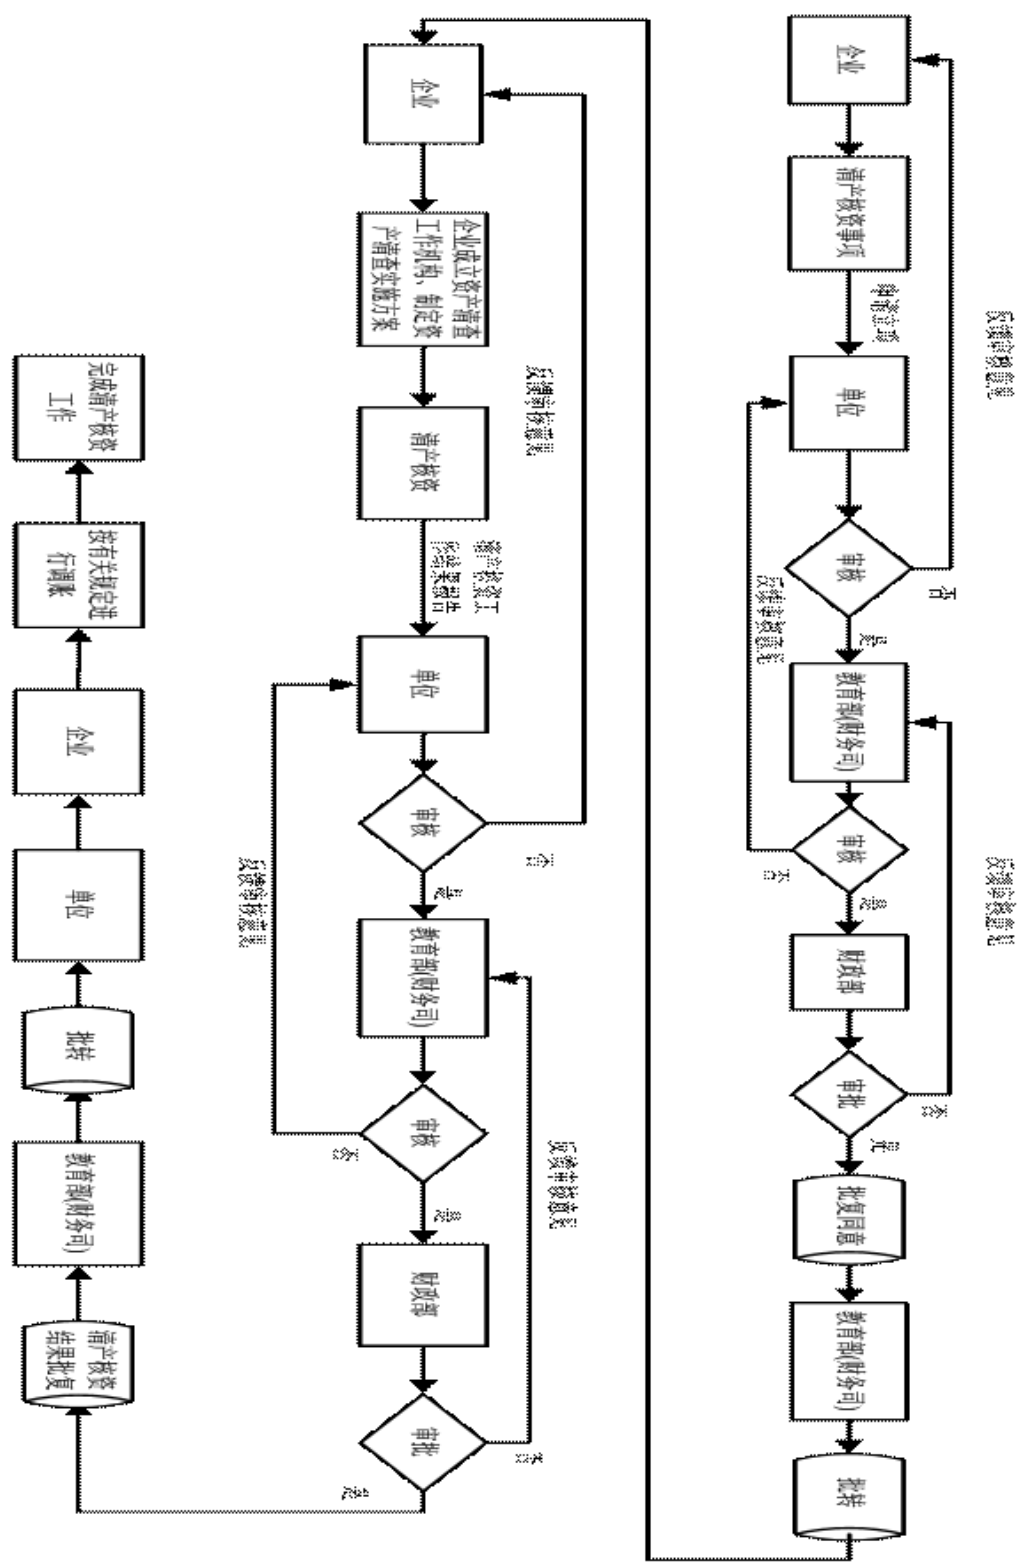 企业
清产核资事项
申请立项
单位
审核
否
反馈审核意见
是
教育部(财务司)
审核
否
反馈审核意见
是
财政部
审批
否
反馈审核意见
是
批复同意
教育部(财务司)
批转
企业
企业成立资产清查
工作机构、制定资
产清查实施方案
清产核资
清产核资工
作结果报告
单位
审核
否
反馈审核意见
是
教育部(财务司)
审核
否
反馈审核意见
是
财政部
审批
否
反馈审核意见
是
清产核资
结果批复
教育部(财务司)
批转
单位
企业
按有关规定进
行调账
完成清产核资
工作